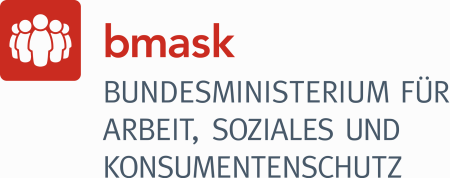 bmask
BUNDESMINISTERIUM FÜR
ARBEIT, SOZIALES UND
KONSUMENTENSCHUTZ